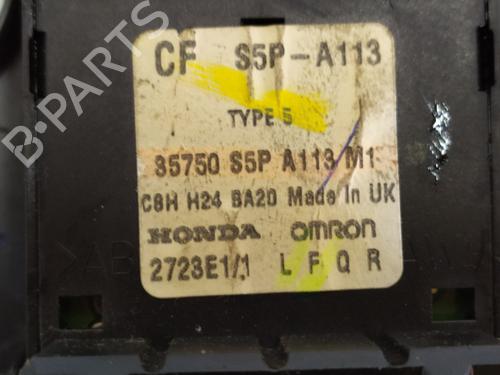 CF S5P-A113
TYPE 5
35750 S5P A113 M1
C8H H24 BA20 Made In UK
HONDA OMRON
2723E1/1 L F Q R
B-PARTS